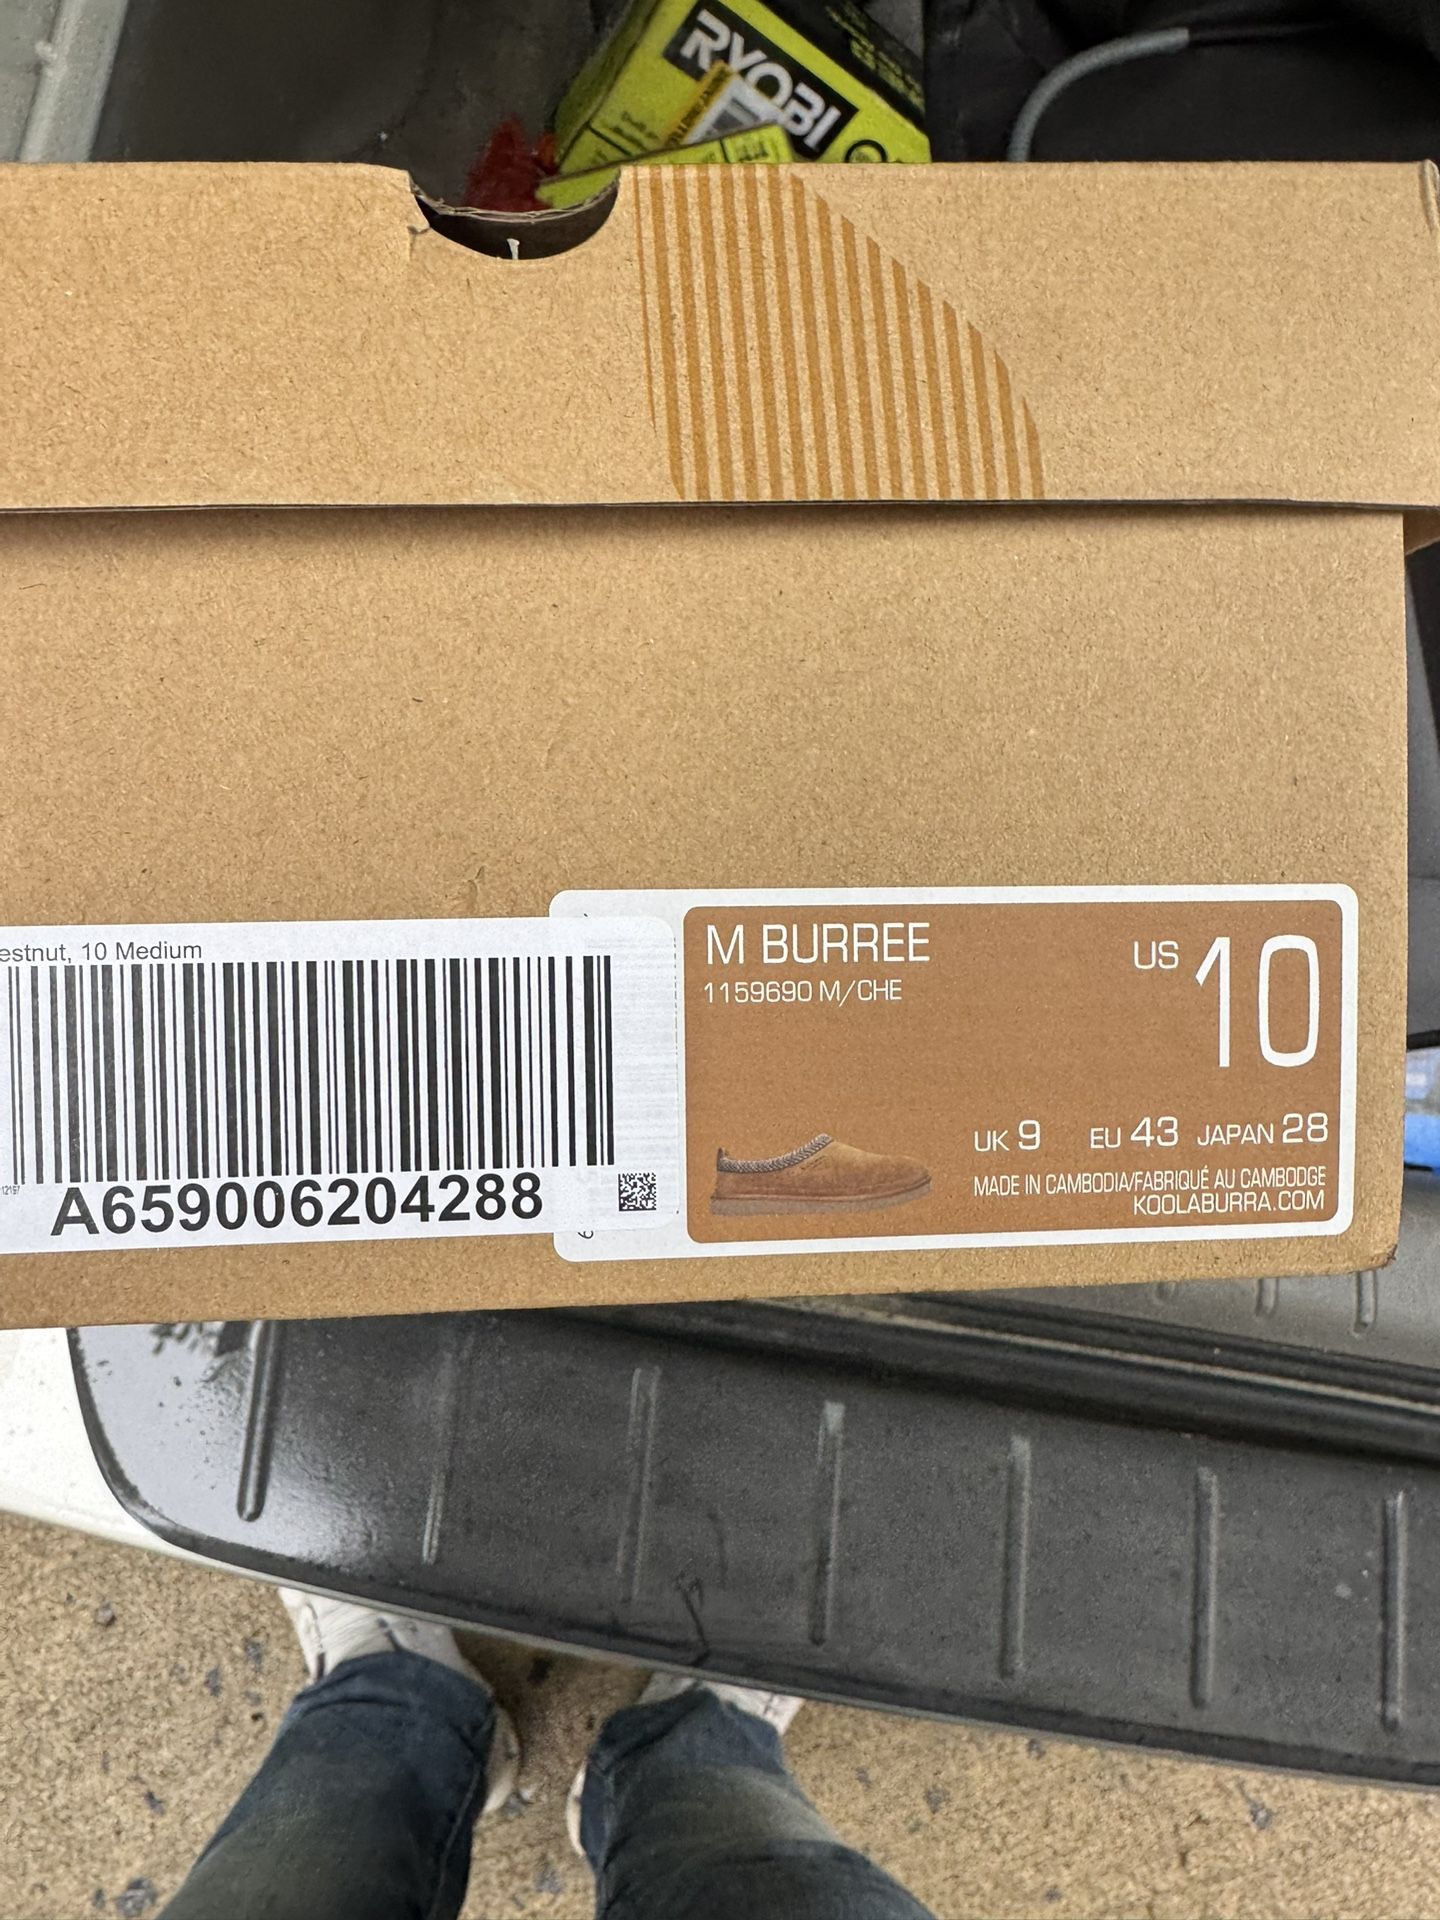 RYOBI
estnut, 10 Medium
A659006204288
M BURREE
1159690 M/CHE
US 10
UK 9 EU 43 JAPAN 28
MADE IN CAMBODIA/FABRIQUÉ AU CAMBODGE
KOOLABURRA.COM